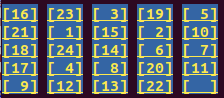 [16] [23] [ 3] [19] [ 5]
[21] [ 1] [15] [ 2] [10]
[18] [24] [14] [ 6] [ 7]
[17] [ 4] [ 8] [20] [11]
[ 9] [12] [13] [22] [  ]